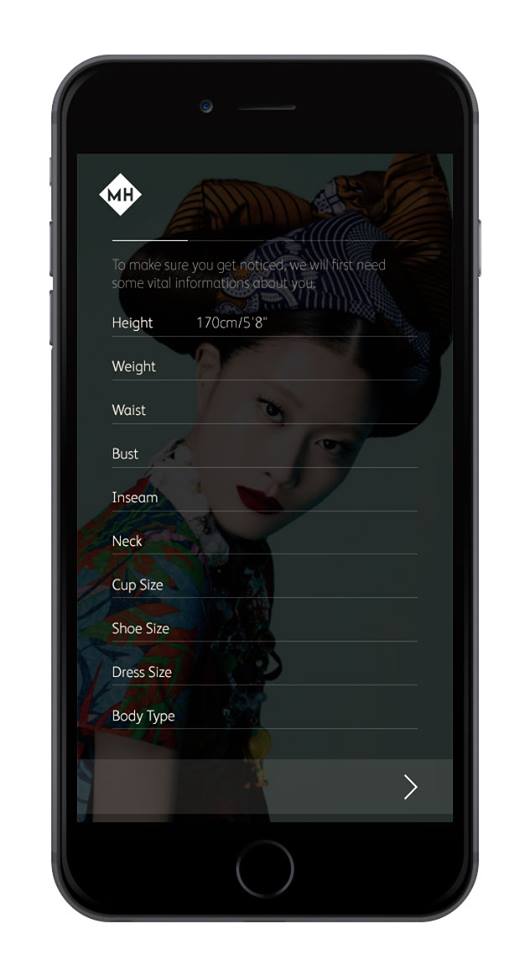 MH
To make sure you get noticed, we will first need
some vital informations about you:
Height 170cm/5'8"
Weight
Waist
Bust
Inseam
Neck
Cup Size
Shoe Size
Dress Size
Body Type